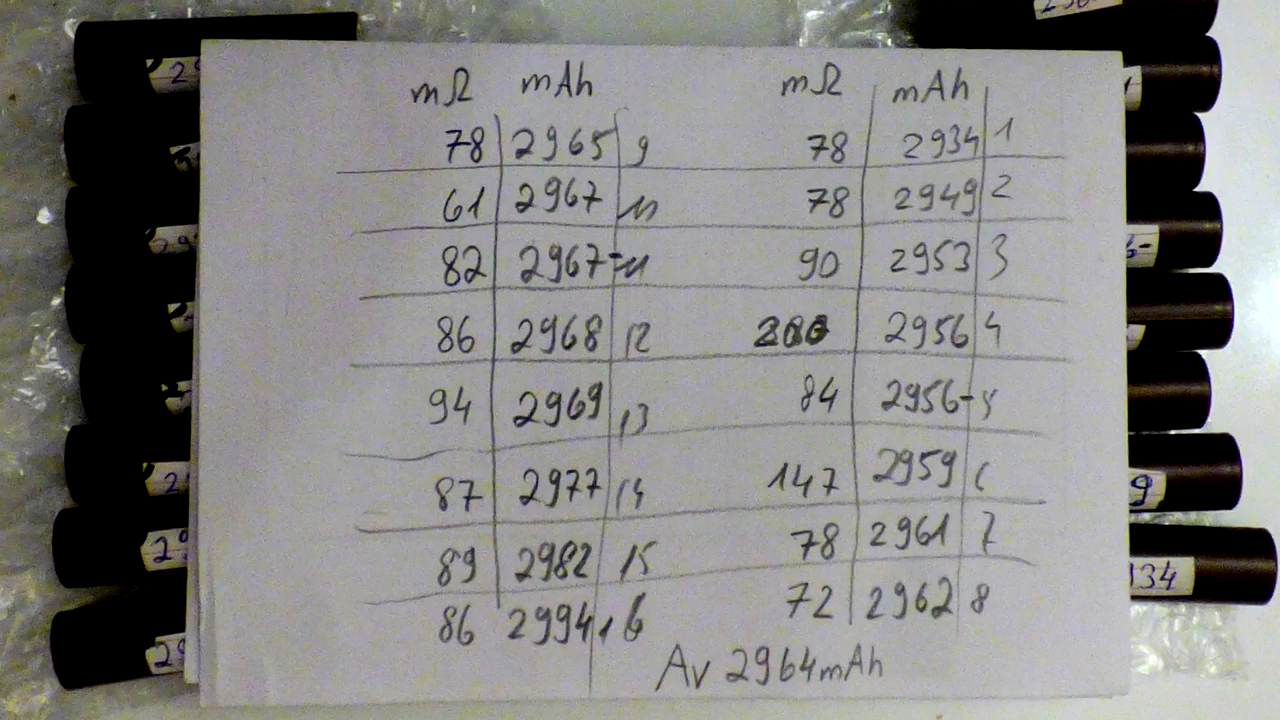 mΩ mAh mΩ mAh
78 2965 9 78 2934 1
61 2967 78 2949 2
82 2967- 11 90 2953 3
86 2968 12 2956 4
94 2969 13 84 2956- 5
87 2977 14 147 2959 6
89 2982 15 78 2961 7
86 2994 16 72 2962 8
Av 2964mAh